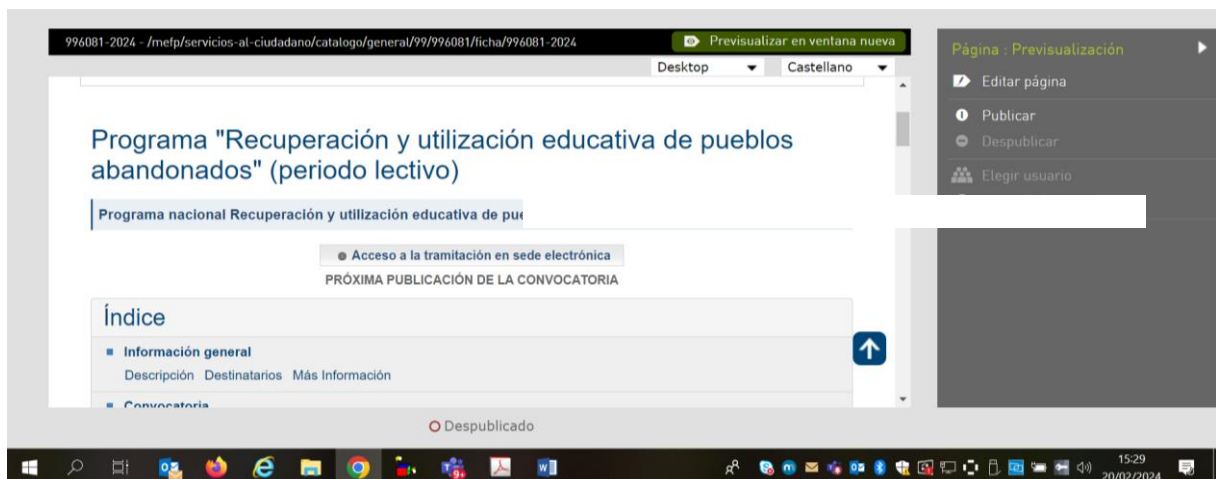 996081-2024 - /mefp/servicios-al-ciudadano/catalogo/general/99/996081/ficha/996081-2024
Previsualizar en ventana nueva
Desktop
Castellano
Programa "Recuperación y utilización educativa de pueblos
abandonados" (periodo lectivo)
Programa nacional Recuperación y utilización educativa de
Acceso a la tramitación en sede electrónica
PRÓXIMA PUBLICACIÓN DE LA CONVOCATORIA
Índice
Información general
Descripción Destinatarios Más Información
Convocatoria
Despublicado
Página : Previsualización
Editar página
Publicar
Despublicar
Elegir usuario
15:29
20/02/2024